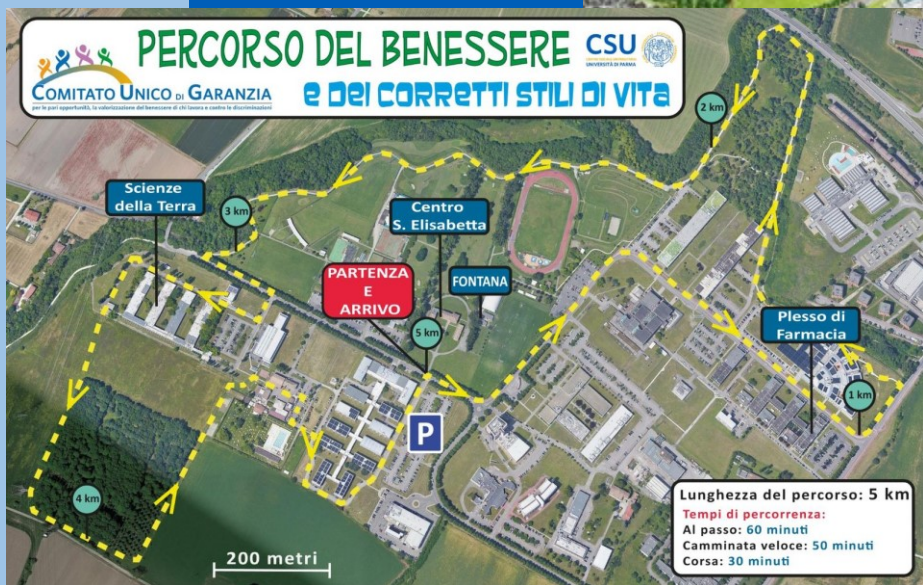 PERCORSO DEL BENESSERE
e DEI CORRETTI STILI DI VITA
COMITATO UNICO DI GARANZIA
per le pari opportunità, la valorizzazione del benessere di chi lavora e contro le discriminazioni
CSU
UNIVERSITÀ DI PARMA
2 km
Scienze
della Terra
3 km
Centro
S. Elisabetta
PARTENZA
E
ARRIVO
FONTANA
5 km
Plesso di
Farmacia
1 km
P
4 km
200 metri
Lunghezza del percorso: 5 km
Tempi di percorrenza:
Al passo: 60 minuti
Camminata veloce: 50 minuti
Corsa: 30 minuti